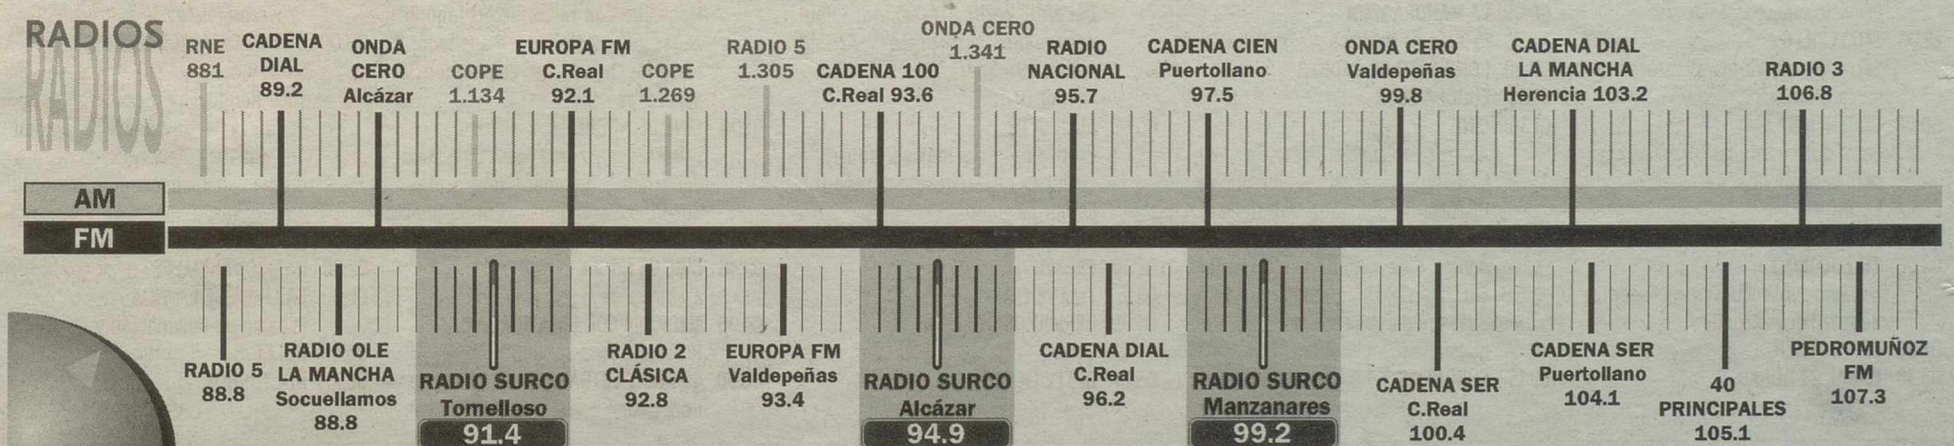 RADIOS
RADIOS
RNE
881
CADENA
DIAL
89.2
ONDA
CERO
Alcázar
COPE
1.134
EUROPA FM
C.Real
92.1
COPE
1.269
RADIO 5
1.305
CADENA 100
C.Real 93.6
ONDA CERO
1.341
RADIO
NACIONAL
95.7
CADENA CIEN
Puertollano
97.5
ONDA CERO
Valdepeñas
99.8
CADENA DIAL
LA MANCHA
Herencia 103.2
RADIO 3
106.8
AM
FM
RADIO 5
88.8
RADIO OLE
LA MANCHA
Socuellamos
88.8
RADIO SURCO
Tomelloso
91.4
RADIO 2
CLÁSICA
92.8
EUROPA FM
Valdepeñas
93.4
RADIO SURCO
Alcázar
94.9
CADENA DIAL
C.Real
96.2
RADIO SURCO
Manzanares
99.2
CADENA SER
C.Real
100.4
CADENA SER
Puertollano
104.1
40
PRINCIPALES
105.1
PEDROMUÑOZ
FM
107.3